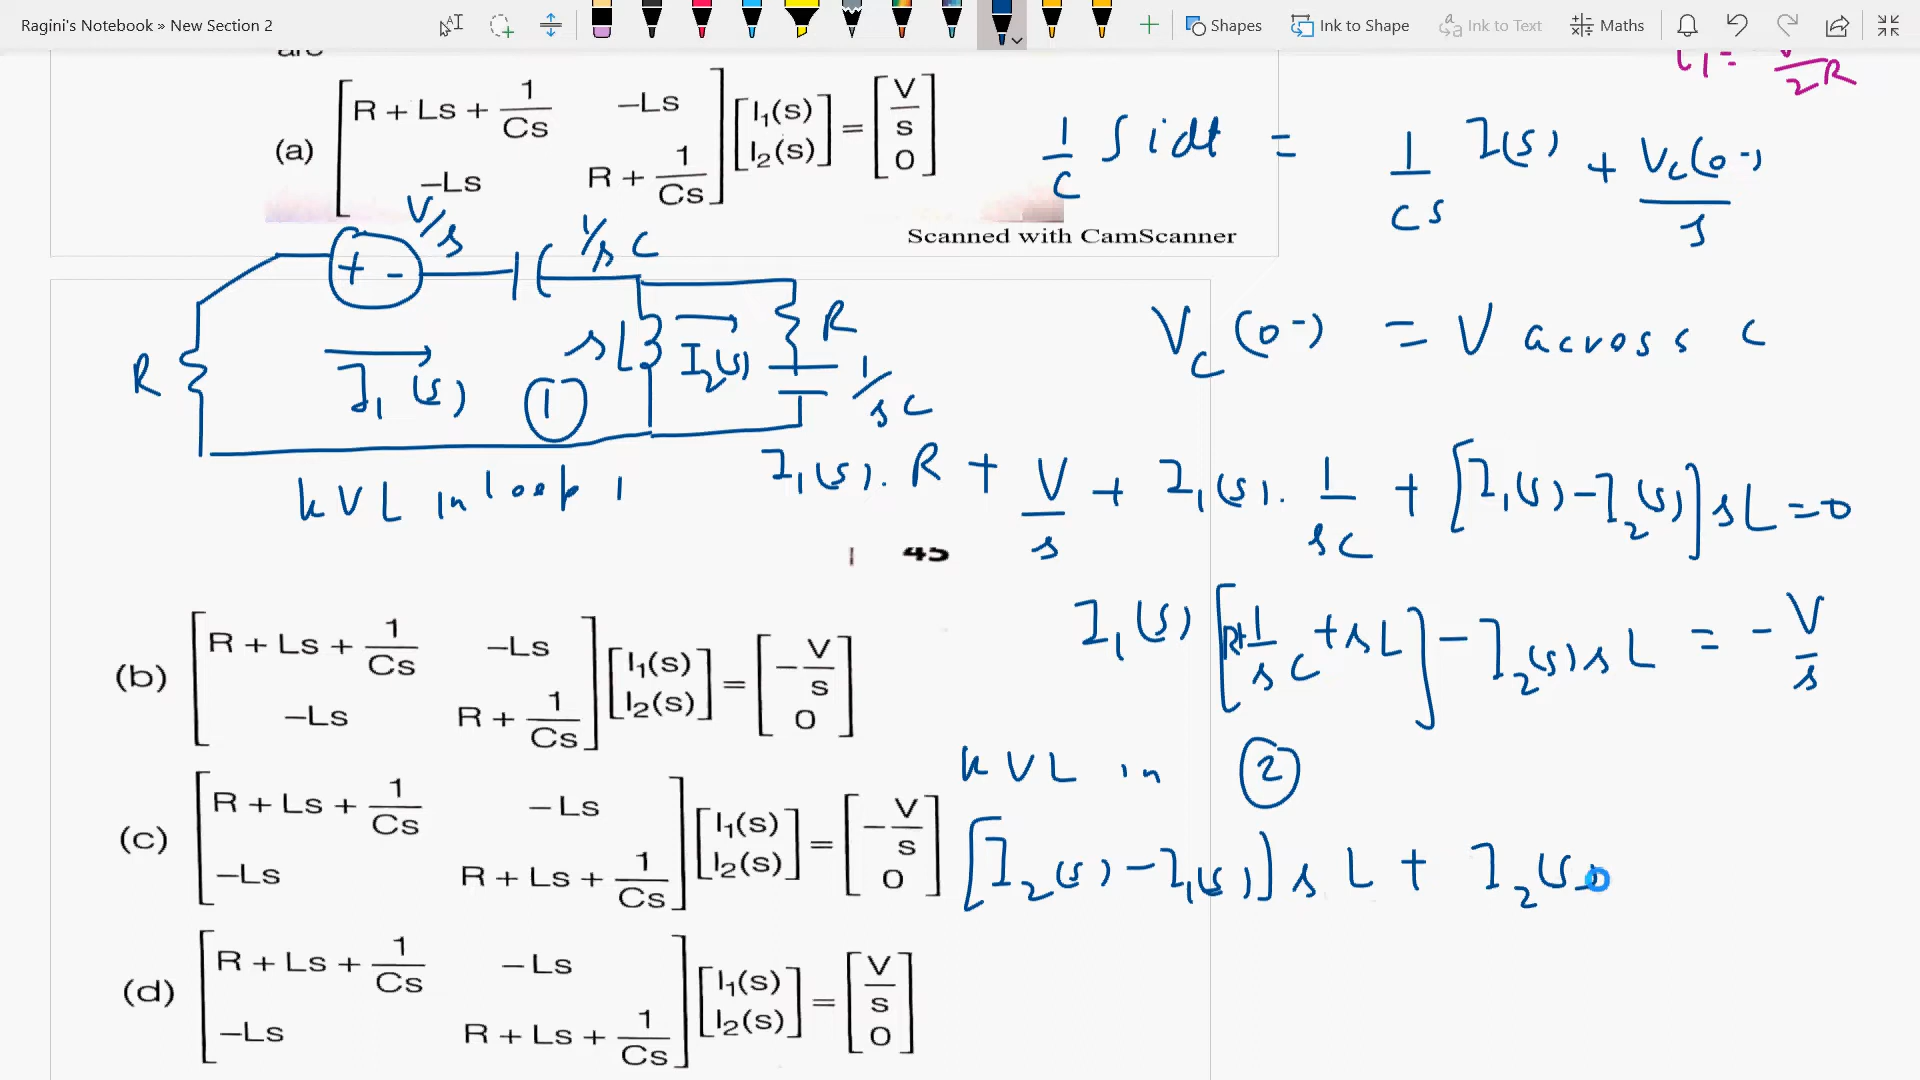 Ragini's Notebook » New Section 2
Shapes
Ink to Shape
Ink to Text
Maths
are
(a) [R + Ls + 1/Cs  –Ls; –Ls  R + 1/Cs] [I₁(s); I₂(s)] = [V/s; 0]
i₁ = V/2R
1/C ∫ i dt = 1/Cs I(s) + Vc(0-)/s
Scanned with CamScanner
V/s
1/sC
+ -
R
I₁(s)
1
sL
I₂(s)
R
1/sC
Vc(0-) = V across C
KVL in loop 1
I₁(s). R + V/s + I₁(s). 1/sC + [I₁(s) - I₂(s)] sL = 0
45
I₁(s) [R+ 1/sC + sL] - I₂(s) sL = - V/s
(b) [R + Ls + 1/Cs  –Ls; –Ls  R + 1/Cs] [I₁(s); I₂(s)] = [–V/s; 0]
KVL in 2
(c) [R + Ls + 1/Cs  –Ls; –Ls  R + Ls + 1/Cs] [I₁(s); I₂(s)] = [–V/s; 0]
[I₂(s) - I₁(s)] s L + I₂(s
(d) [R + Ls + 1/Cs  –Ls; –Ls  R + Ls + 1/Cs] [I₁(s); I₂(s)] = [V/s; 0]